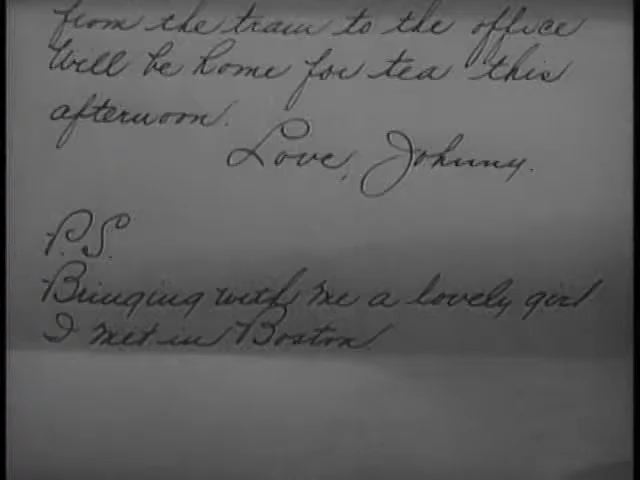 from the train to the office
Will be home for tea this
afternoon.
Love, Johnny.
P.S.
Bringing with me a lovely girl
I met in Boston